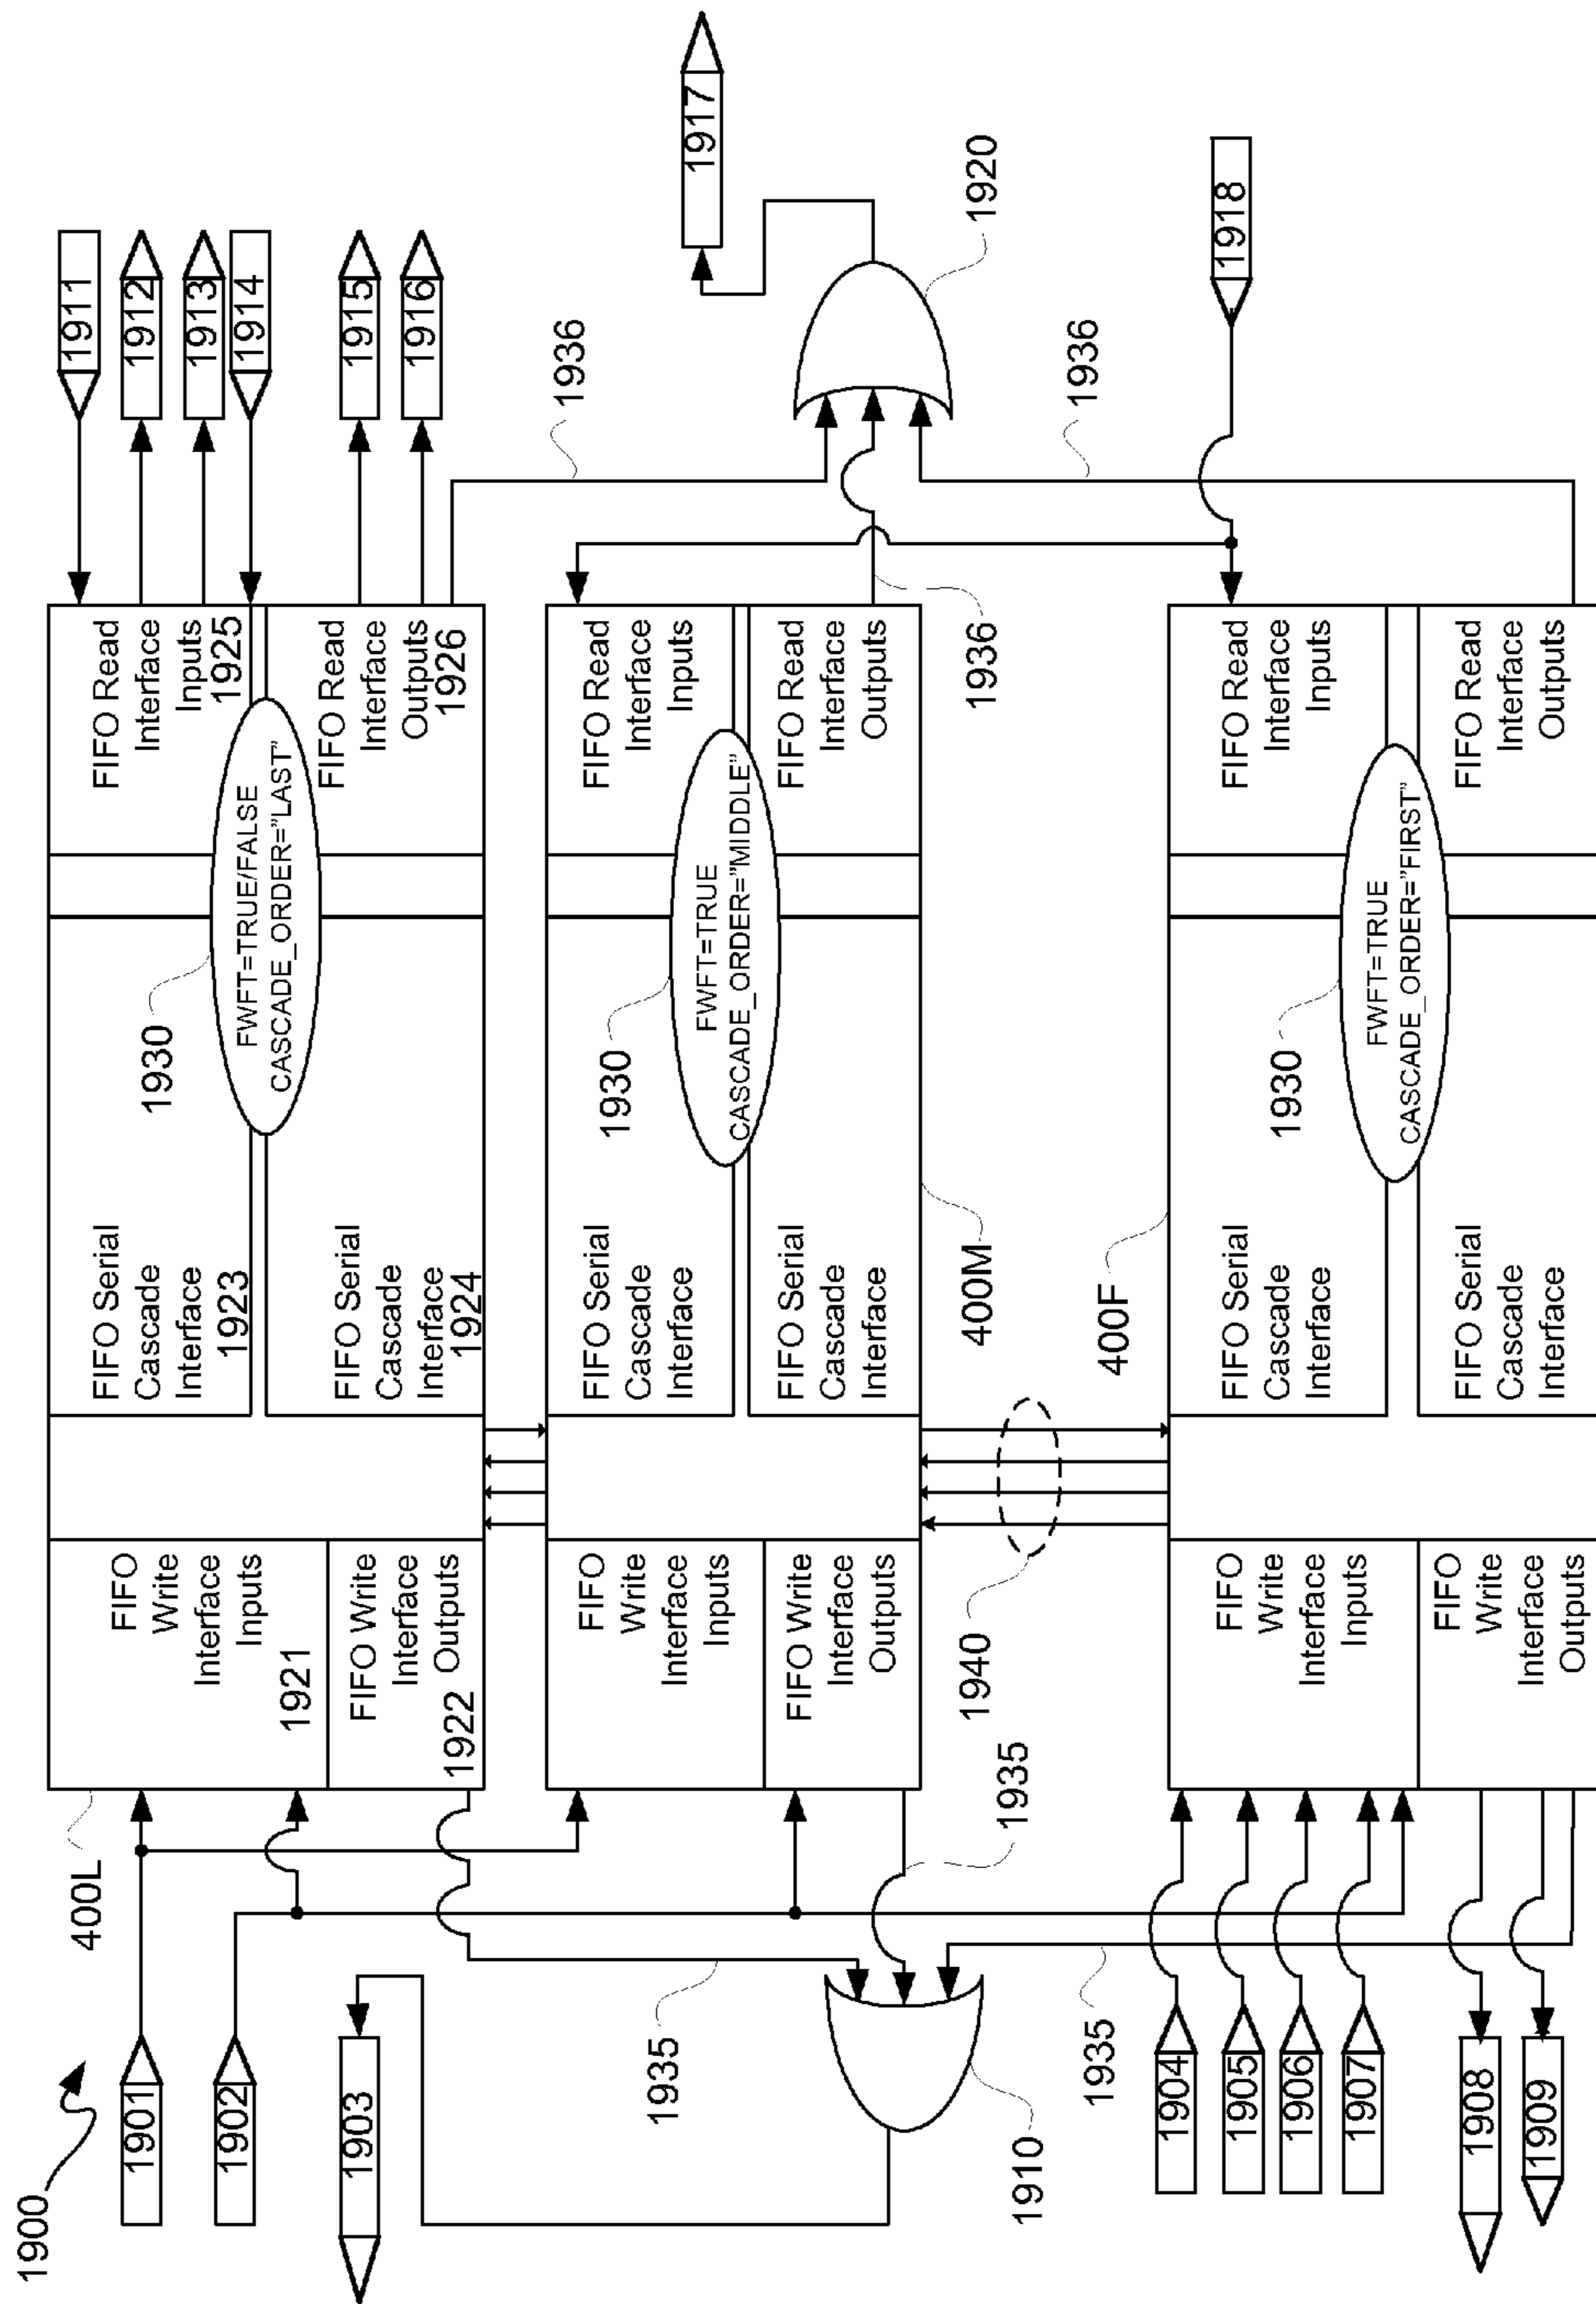 1900
1901
1902
1903
1935
1910
1935
1904
1905
1906
1907
1908
1909
400L
FIFO
Write
Interface
Inputs
1921
FIFO Write
Interface
Outputs
1922
FIFO Serial
Cascade
Interface
1923
FIFO Serial
Cascade
Interface
1924
1930
FWFT=TRUE/FALSE
CASCADE_ORDER="LAST"
FIFO Read
Interface
Inputs
1925
FIFO Read
Interface
Outputs
1926
1911
1912
1913
1914
1915
1916
1936
FIFO
Write
Interface
Inputs
FIFO Write
Interface
Outputs
1935
FIFO Serial
Cascade
Interface
FIFO Serial
Cascade
Interface
1930
FWFT=TRUE
CASCADE_ORDER="MIDDLE"
FIFO Read
Interface
Inputs
FIFO Read
Interface
Outputs
1936
400M
1940
1917
1920
1936
1918
400F
FIFO
Write
Interface
Inputs
FIFO
Write
Interface
Outputs
FIFO Serial
Cascade
Interface
FIFO Serial
Cascade
Interface
1930
FWFT=TRUE
CASCADE_ORDER="FIRST"
FIFO Read
Interface
Inputs
FIFO Read
Interface
Outputs